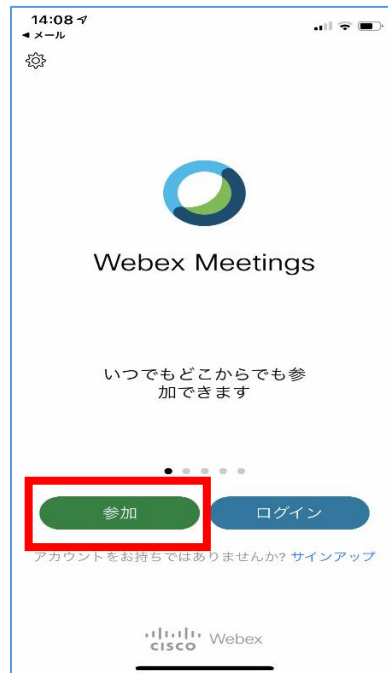 14:08
◀ メール
Webex Meetings
いつでもどこからでも参
加できます
参加
ログイン
アカウントをお持ちではありませんか? サインアップ
CISCO Webex